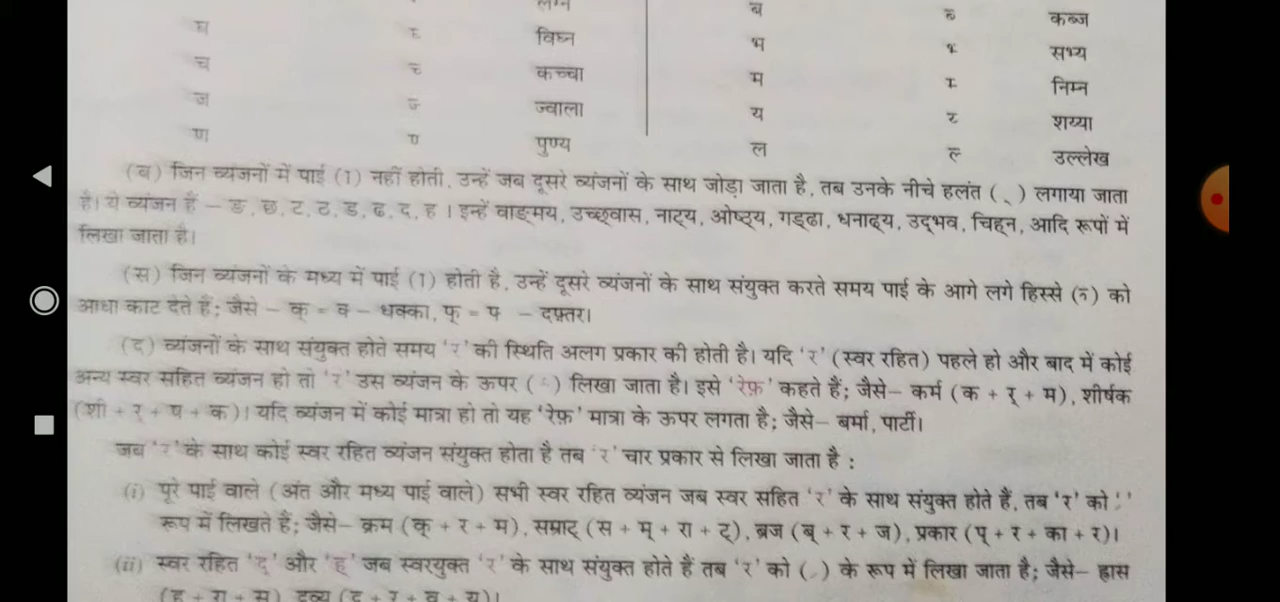 लग्न ब ब् कब्ज
घ घ् विघ्न भ भ् सभ्य
च च् कच्चा म म् निम्न
ज ज् ज्वाला य य् शय्या
ण ण् पुण्य ल ल् उल्लेख
(ब) जिन व्यंजनों में पाई (ा) नहीं होती, उन्हें जब दूसरे व्यंजनों के साथ जोड़ा जाता है, तब उनके नीचे हलंत (्) लगाया जाता
है। ये व्यंजन हैं – ङ, छ, ट, ठ, ड, ढ, द, ह । इन्हें वाङ्मय, उच्छ्वास, नाट्य, ओष्ठ्य, गड्ढा, धनाढ्य, उद्भव, चिह्न, आदि रूपों में
लिखा जाता है।
(स) जिन व्यंजनों के मध्य में पाई (ा) होती है, उन्हें दूसरे व्यंजनों के साथ संयुक्त करते समय पाई के आगे लगे हिस्से को
आधा काट देते हैं; जैसे – क् = क्‍ – धक्का, फ् = फ्‍ – दफ़्तर।
(द) व्यंजनों के साथ संयुक्त होते समय 'र' की स्थिति अलग प्रकार की होती है। यदि 'र' (स्वर रहित) पहले हो और बाद में कोई
अन्य स्वर सहित व्यंजन हो तो 'र' उस व्यंजन के ऊपर (र्) लिखा जाता है। इसे 'रेफ़' कहते हैं; जैसे– कर्म (क + र् + म), शीर्षक
(शी + र् + ष + क)। यदि व्यंजन में कोई मात्रा हो तो यह 'रेफ़' मात्रा के ऊपर लगता है; जैसे– बर्मा, पार्टी।
जब 'र' के साथ कोई स्वर रहित व्यंजन संयुक्त होता है तब 'र' चार प्रकार से लिखा जाता है :
(i) पूरे पाई वाले (अंत और मध्य पाई वाले) सभी स्वर रहित व्यंजन जब स्वर सहित 'र' के साथ संयुक्त होते हैं, तब 'र' को
रूप में लिखते हैं; जैसे– क्रम (क् + र + म), सम्राट् (स + म् + रा + ट्), ब्रज (ब् + र + ज), प्रकार (प् + र + का + र)।
(ii) स्वर रहित 'द्' और 'ह्' जब स्वरयुक्त 'र' के साथ संयुक्त होते हैं तब 'र' को के रूप में लिखा जाता है; जैसे– ह्रास
(ह + रा + स), द्रव्य (द + र + व + य)।